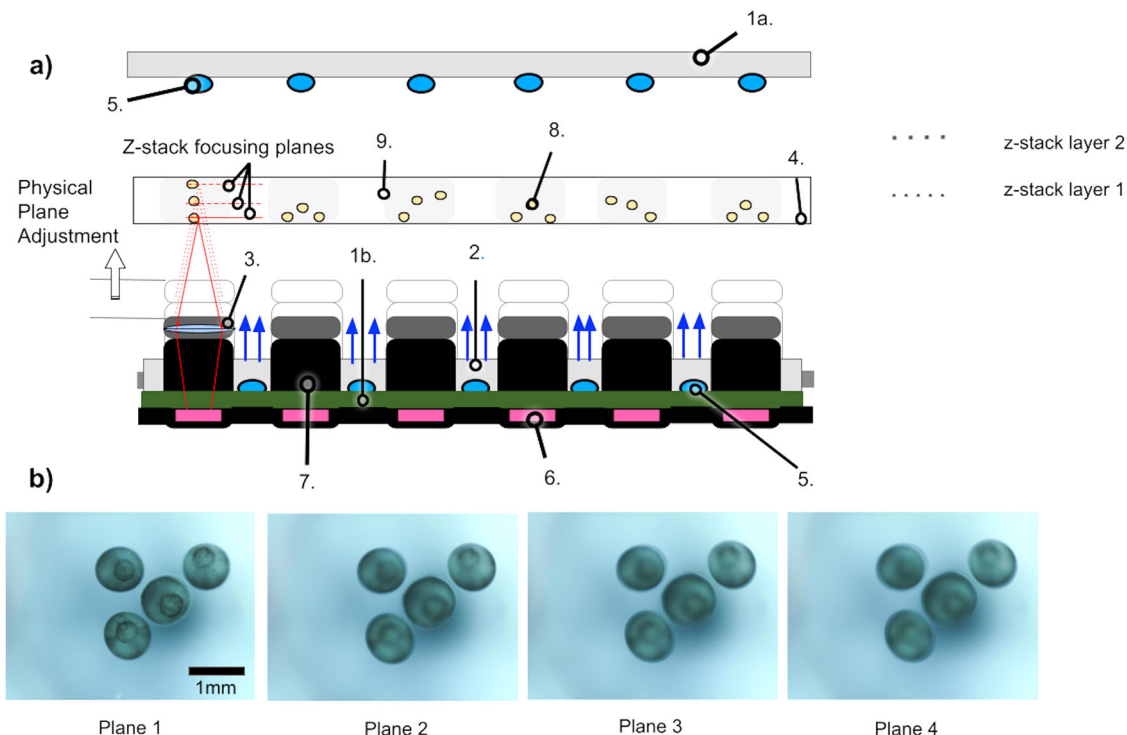 1a.
a)
5.
Z-stack focusing planes
9.
8.
4.
z-stack layer 2
z-stack layer 1
Physical
Plane
Adjustment
3.
1b.
2.
7.
6.
5.
b)
1mm
Plane 1
Plane 2
Plane 3
Plane 4